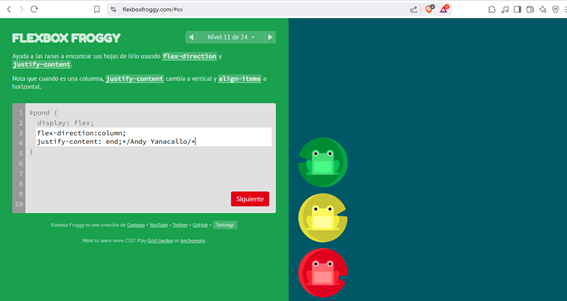 flexboxfroggy.com/#es
FLEXBOX FROGGY
Nivel 11 de 24
Ayuda a las ranas a encontrar sus hojas de lirio usando flex-direction y
justify-content.
Nota que cuando es una columna, justify-content cambia a vertical y align-items a
horizontal.
1 #pond {
2 display: flex;
3 flex-direction:column;
4 justify-content: end;*/Andy Yanacallo/*
5 }
6
7
8
9
10
Siguiente
Flexbox Froggy es una creación de Codepip • YouTube • Twitter • GitHub • Settings
Want to learn more CSS? Play Grid Garden or Anchoreum.